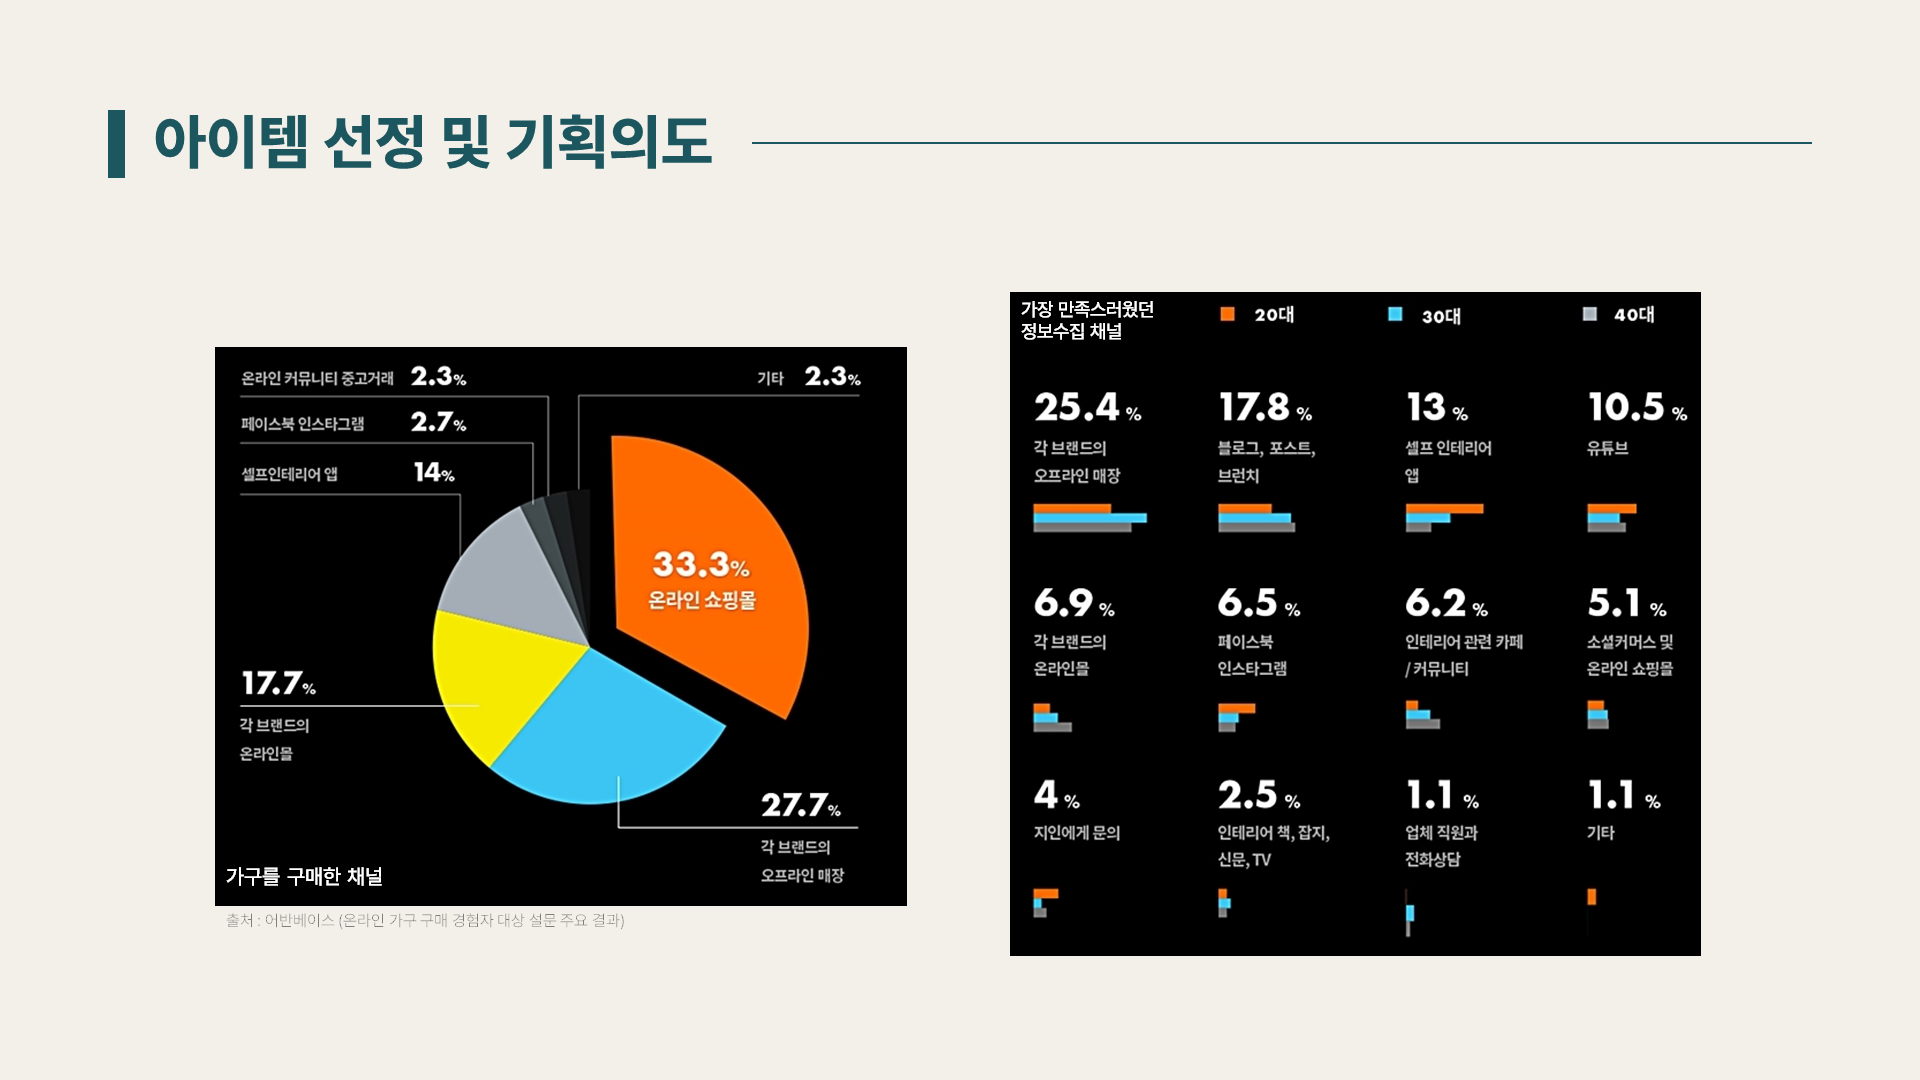 아이템 선정 및 기획의도
온라인 커뮤니티 중고거래 2.3%
기타 2.3%
페이스북 인스타그램 2.7%
셀프인테리어 앱 14%
33.3%
온라인 쇼핑몰
17.7%
각 브랜드의
온라인몰
27.7%
각 브랜드의
오프라인 매장
가구를 구매한 채널
출처 : 어반베이스 (온라인 가구 구매 경험자 대상 설문 주요 결과)
가장 만족스러웠던
정보수집 채널
20대
30대
40대
25.4 %
각 브랜드의
오프라인 매장
17.8 %
블로그, 포스트,
브런치
13 %
셀프 인테리어
앱
10.5 %
유튜브
6.9 %
각 브랜드의
온라인몰
6.5 %
페이스북
인스타그램
6.2 %
인테리어 관련 카페
/ 커뮤니티
5.1 %
소셜커머스 및
온라인 쇼핑몰
4 %
지인에게 문의
2.5 %
인테리어 책, 잡지,
신문, TV
1.1 %
업체 직원과
전화상담
1.1 %
기타